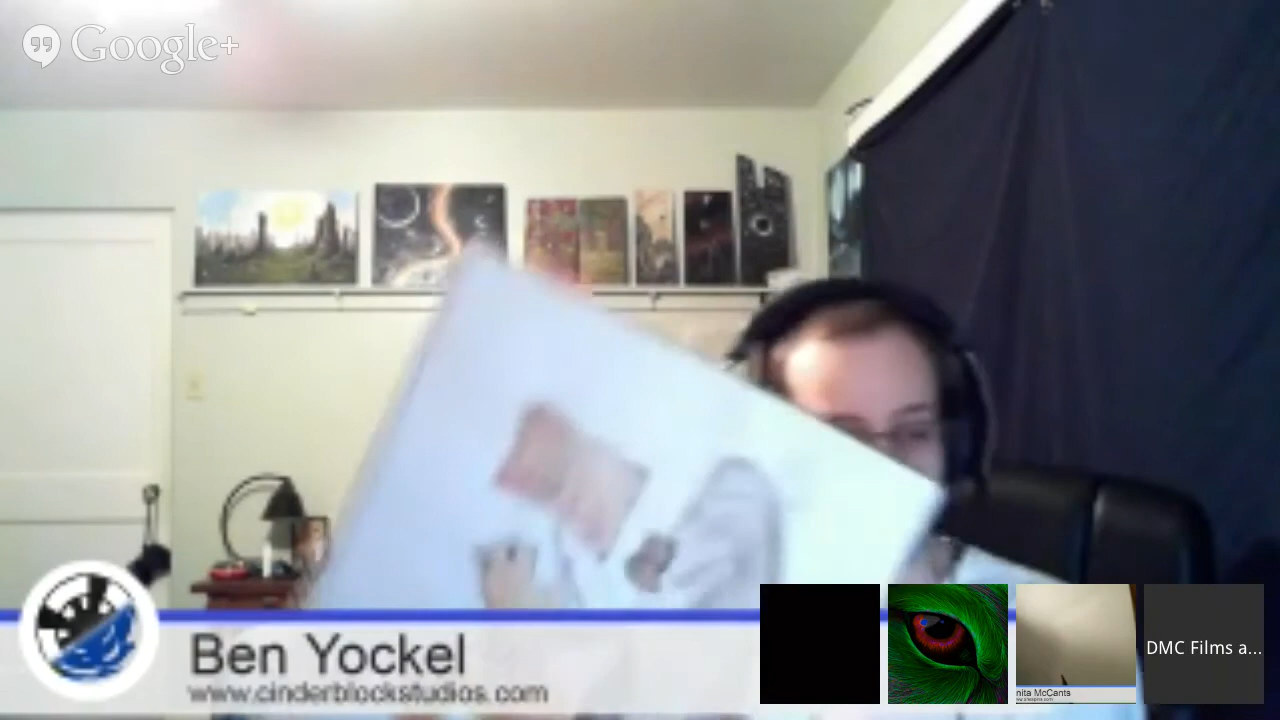 Google+
Ben Yockel
www.cinderblockstudios.com
DMC Films a...
nita McCants